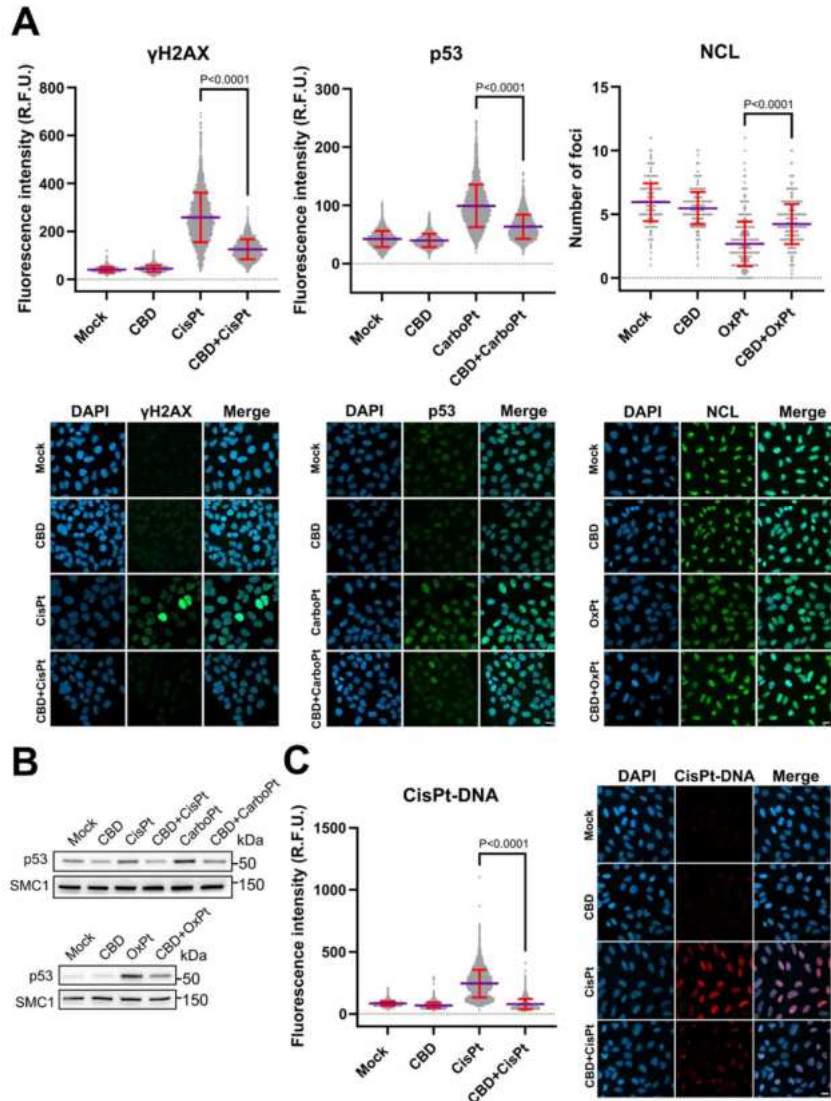 A
γH2AX
Fluorescence intensity (R.F.U.)
800
600
400
200
0
P<0.0001
Mock
CBD
CisPt
CBD+CisPt
p53
Fluorescence intensity (R.F.U.)
300
200
100
0
P<0.0001
Mock
CBD
CarboPt
CBD+CarboPt
NCL
Number of foci
15
10
5
0
P<0.0001
Mock
CBD
OxPt
CBD+OxPt
DAPI γH2AX Merge
Mock
CBD
CisPt
CBD+CisPt
DAPI p53 Merge
Mock
CBD
CarboPt
CBD+CarboPt
DAPI NCL Merge
Mock
CBD
OxPt
CBD+OxPt
B
Mock CBD CisPt CBD+CisPt CarboPt CBD+CarboPt
kDa
p53 50
SMC1 150
Mock CBD OxPt CBD+OxPt
kDa
p53 50
SMC1 150
C
CisPt-DNA
Fluorescence intensity (R.F.U.)
1500
1000
500
0
P<0.0001
Mock
CBD
CisPt
CBD+CisPt
DAPI CisPt-DNA Merge
Mock
CBD
CisPt
CBD+CisPt